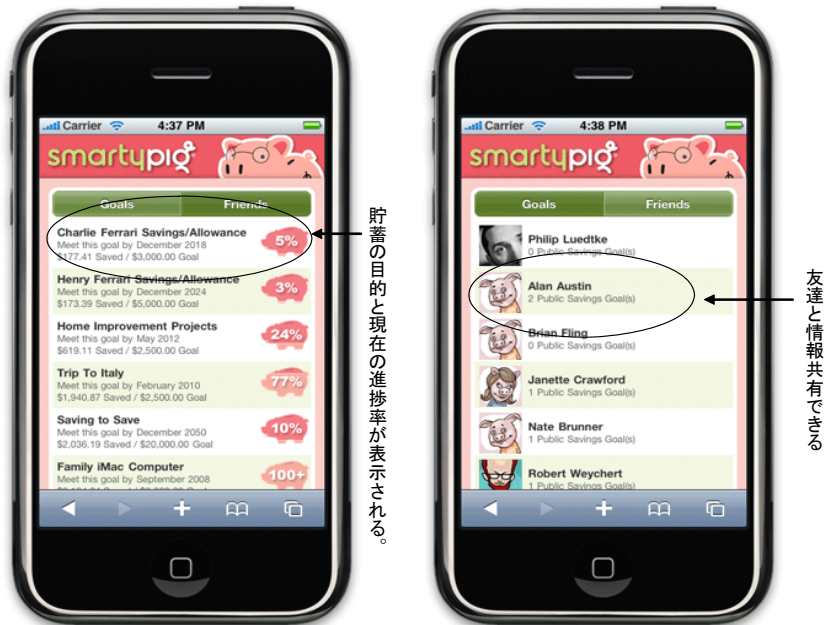 Carrier 4:37 PM
smartypig
Goals Friends
Charlie Ferrari Savings/Allowance
Meet this goal by December 2018
$177.41 Saved / $3,000.00 Goal
5%
Henry Ferrari Savings/Allowance
Meet this goal by December 2024
$173.39 Saved / $5,000.00 Goal
3%
Home Improvement Projects
Meet this goal by May 2012
$619.11 Saved / $2,500.00 Goal
24%
Trip To Italy
Meet this goal by February 2010
$1,940.87 Saved / $2,500.00 Goal
77%
Saving to Save
Meet this goal by December 2050
$2,036.19 Saved / $20,000.00 Goal
10%
Family iMac Computer
Meet this goal by September 2008
100+
貯蓄の目的と現在の進捗率が表示される。
Carrier 4:38 PM
smartypig
Goals Friends
Philip Luedtke
0 Public Savings Goal(s)
Alan Austin
2 Public Savings Goal(s)
Brian Fling
0 Public Savings Goal(s)
Janette Crawford
1 Public Savings Goal(s)
Nate Brunner
1 Public Savings Goal(s)
Robert Weychert
1 Public Savings Goal(s)
友達と情報共有できる